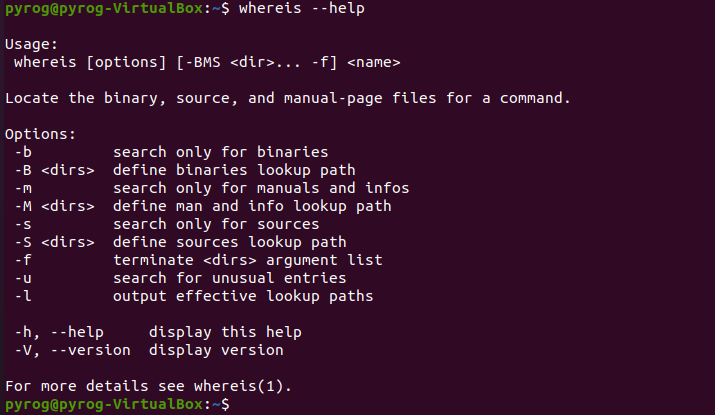 pyrog@pyrog-VirtualBox:~$ whereis --help
Usage:
whereis [options] [-BMS <dir>... -f] <name>
Locate the binary, source, and manual-page files for a command.
Options:
-b         search only for binaries
-B <dirs>  define binaries lookup path
-m         search only for manuals and infos
-M <dirs>  define man and info lookup path
-s         search only for sources
-S <dirs>  define sources lookup path
-f         terminate <dirs> argument list
-u         search for unusual entries
-l         output effective lookup paths
-h, --help     display this help
-V, --version  display version
For more details see whereis(1).
pyrog@pyrog-VirtualBox:~$